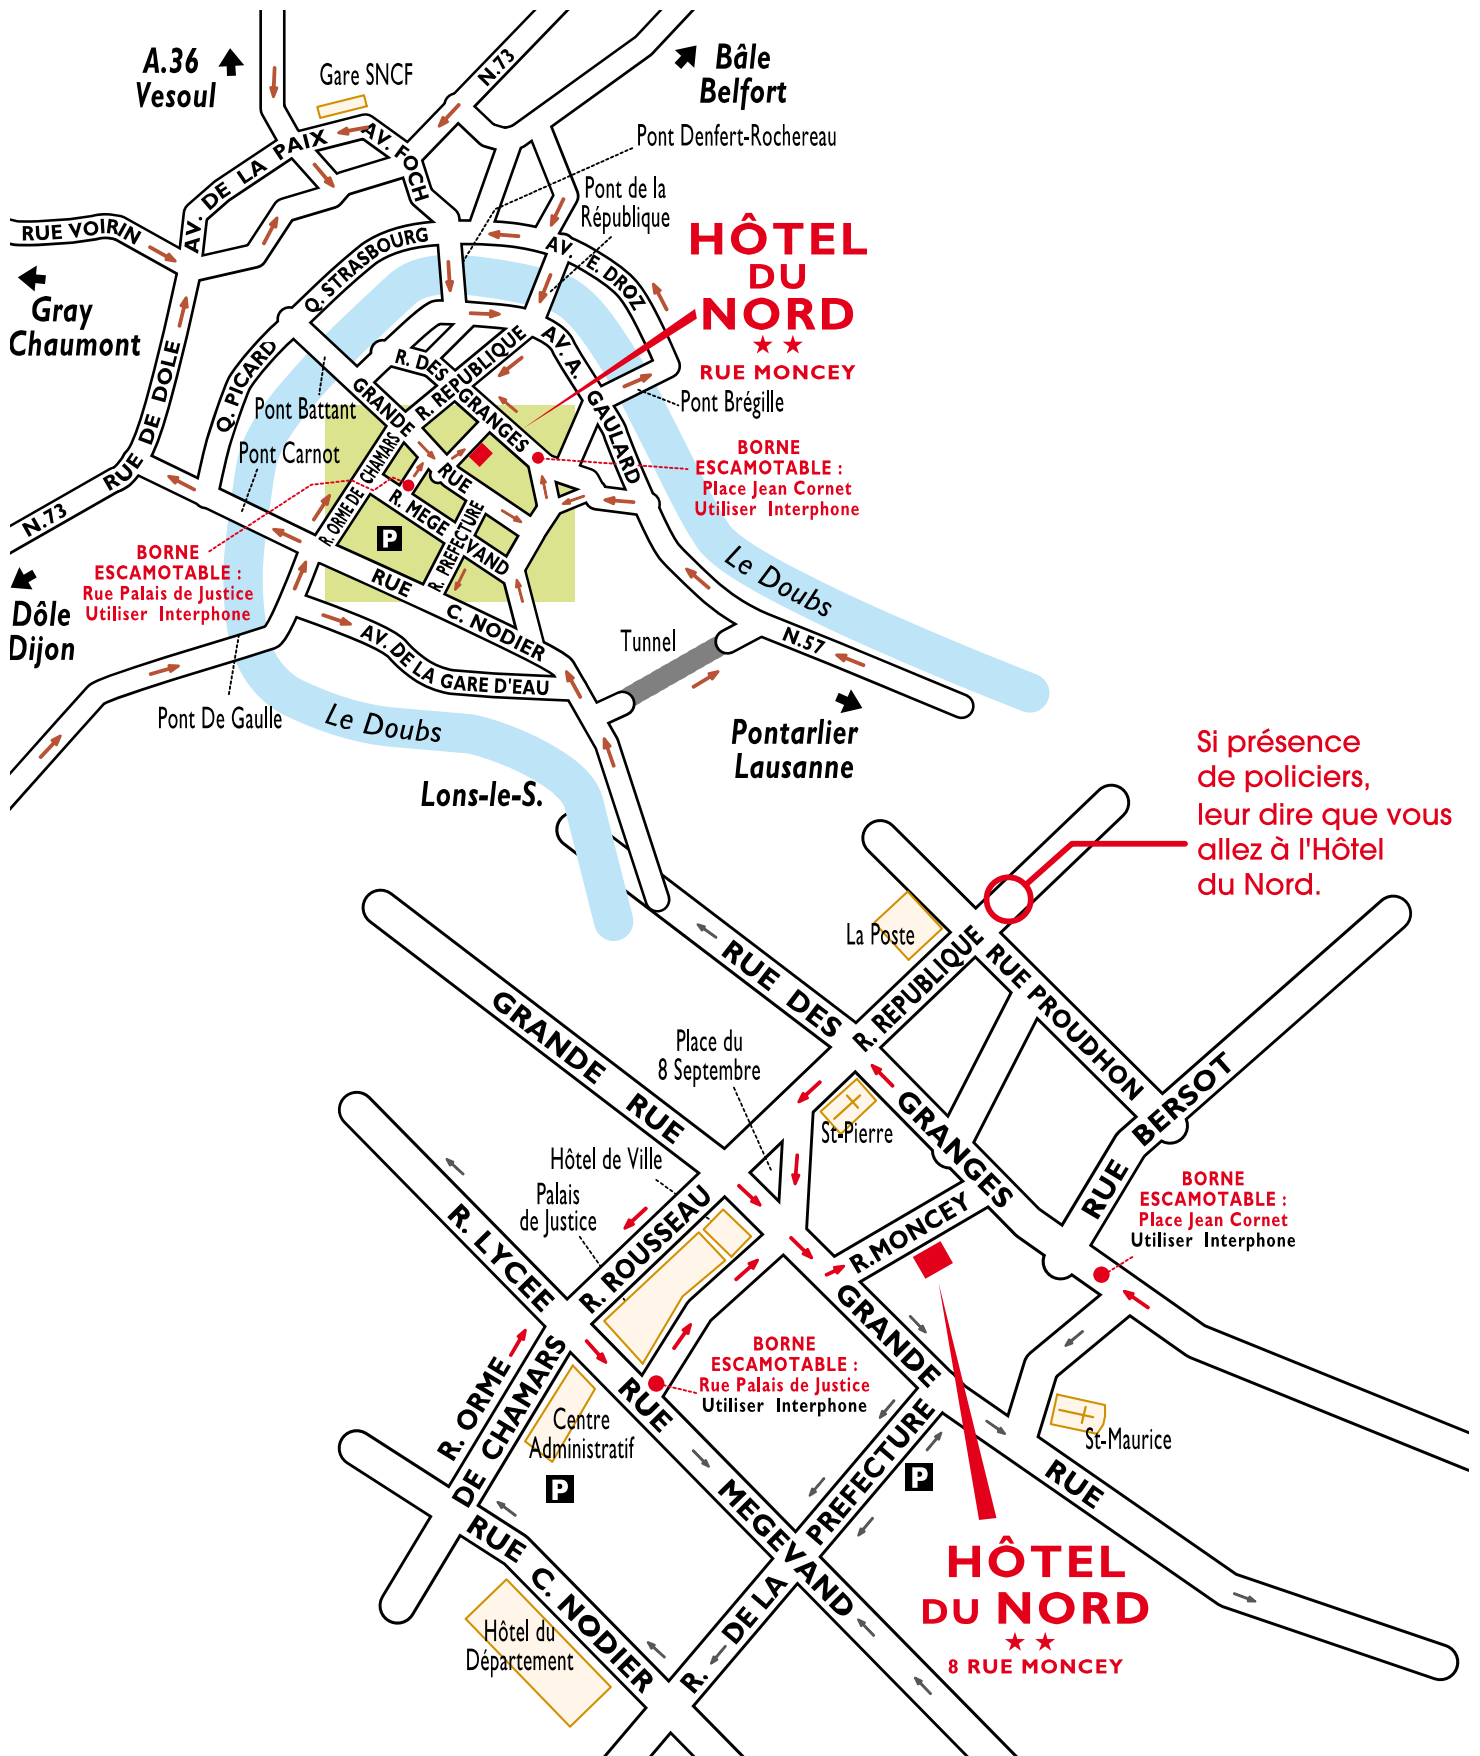 A.36
Vesoul
Gare SNCF
N.73
Bâle
Belfort
Pont Denfert-Rochereau
AV. DE LA PAIX
AV. FOCH
Pont de la
République
RUE VOIRIN
Q. STRASBOURG
AV. E. DROZ
HÔTEL
DU
NORD
★ ★
RUE MONCEY
Gray
Chaumont
RUE DE DOLE
Q. PICARD
Pont Battant
R. DES GRANGES
R. REPUBLIQUE
AV. A. GAULARD
GRANDE RUE
Pont Brégille
Pont Carnot
R. ORME DE CHAMARS
R. MEGEVAND
R. PREFECTURE
P
BORNE
ESCAMOTABLE :
Place Jean Cornet
Utiliser Interphone
N.73
BORNE
ESCAMOTABLE :
Rue Palais de Justice
Utiliser Interphone
Dôle
Dijon
RUE C. NODIER
AV. DE LA GARE D'EAU
Le Doubs
Tunnel
N.57
Pont De Gaulle
Le Doubs
Pontarlier
Lausanne
Lons-le-S.
Si présence
de policiers,
leur dire que vous
allez à l'Hôtel
du Nord.
La Poste
RUE DES GRANGES
R. REPUBLIQUE
RUE PROUDHON
GRANDE RUE
Place du
8 Septembre
St-Pierre
RUE BERSOT
Hôtel de Ville
Palais
de Justice
R. LYCEE
R. ROUSSEAU
R.MONCEY
BORNE
ESCAMOTABLE :
Place Jean Cornet
Utiliser Interphone
GRANDE RUE
BORNE
ESCAMOTABLE :
Rue Palais de Justice
Utiliser Interphone
R. ORME
DE CHAMARS
Centre
Administratif
P
RUE MEGEVAND
St-Maurice
P
R. DE LA PREFECTURE
RUE C. NODIER
Hôtel du
Département
HÔTEL
DU NORD
★ ★
8 RUE MONCEY